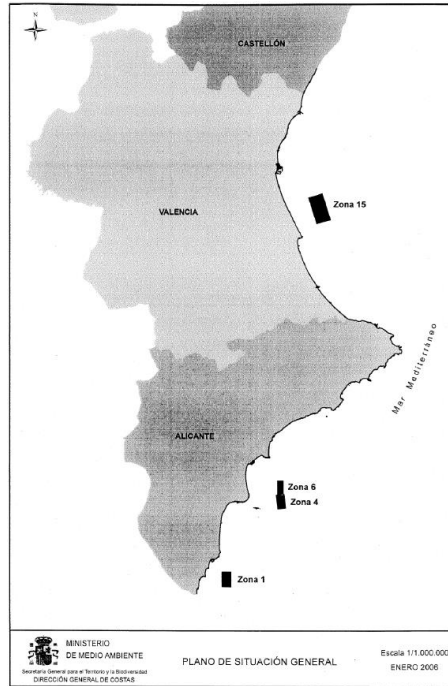 N
CASTELLÓN
Zona 15
VALENCIA
Mar Mediterráneo
ALICANTE
Zona 6
Zona 4
Zona 1
MINISTERIO
DE MEDIO AMBIENTE
Secretaría General para el Territorio y la Biodiversidad
DIRECCIÓN GENERAL DE COSTAS
PLANO DE SITUACIÓN GENERAL
Escala 1/1.000.000
ENERO 2006